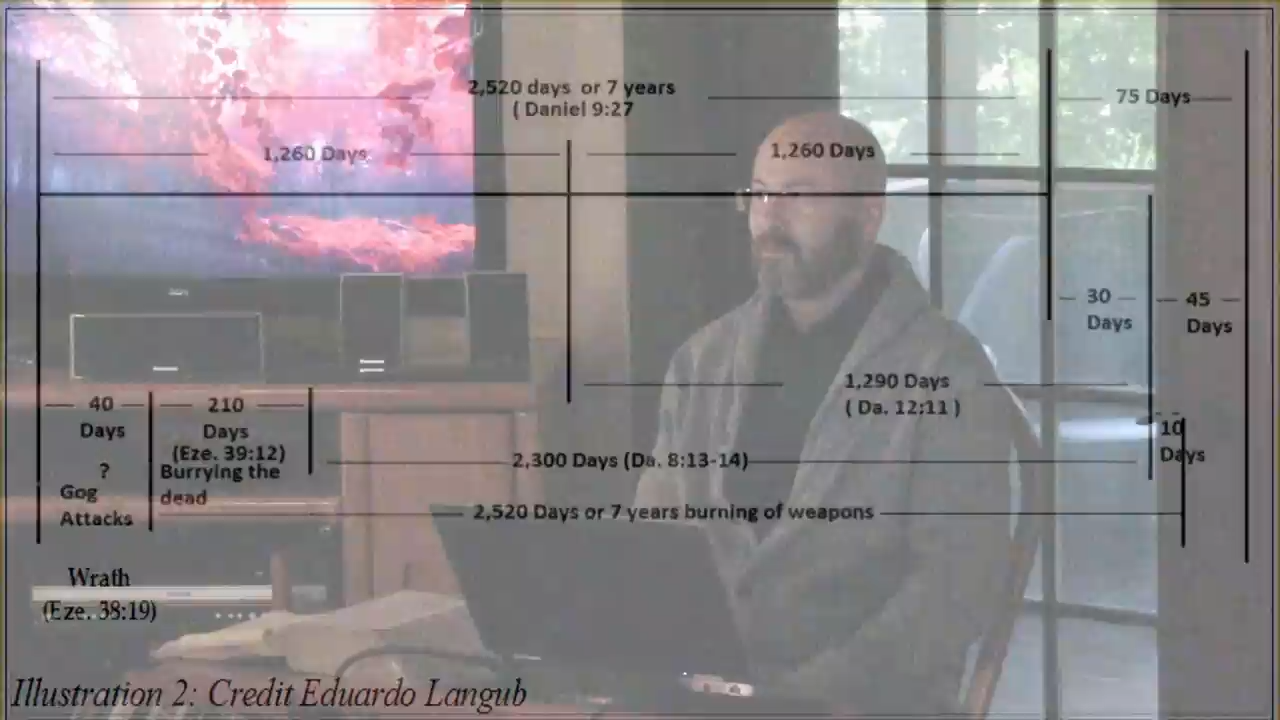 2,520 days or 7 years
( Daniel 9:27
75 Days
1,260 Days
1,260 Days
30
Days
45
Days
1,290 Days
( Da. 12:11 )
40
Days
210
Days
(Eze. 39:12)
10
Days
2,300 Days (Da. 8:13-14)
?
Gog
Attacks
Burrying the
dead
2,520 Days or 7 years burning of weapons
Wrath
(Eze. 38:19)
Illustration 2: Credit Eduardo Langub